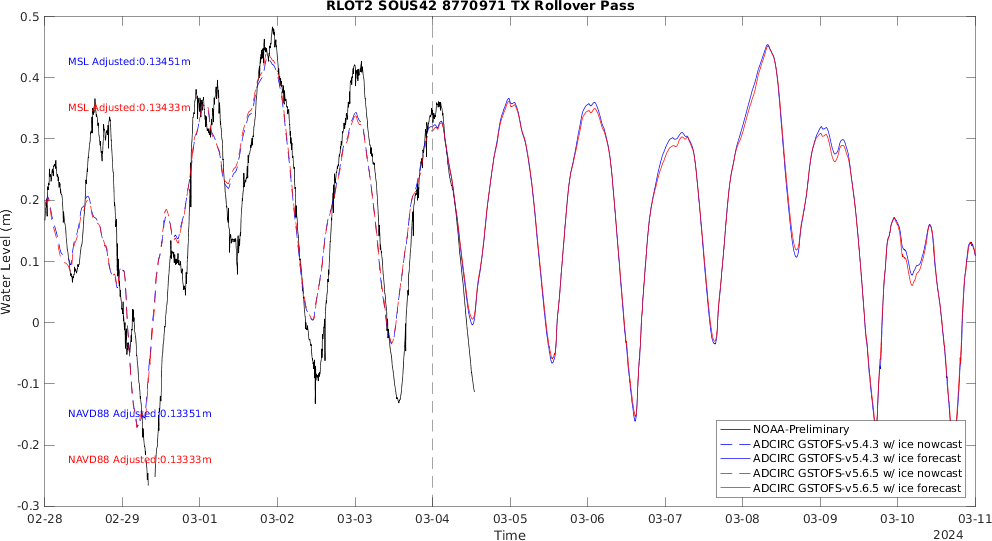 RLOT2 SOUS42 8770971 TX Rollover Pass
0.5
0.4
0.3
0.2
0.1
0
-0.1
-0.2
-0.3
Water Level (m)
MSL Adjusted:0.13451m
MSL Adjusted:0.13433m
NAVD88 Adjusted:0.13351m
NAVD88 Adjusted:0.13333m
NOAA-Preliminary
ADCIRC GSTOFS-v5.4.3 w/ ice nowcast
ADCIRC GSTOFS-v5.4.3 w/ ice forecast
ADCIRC GSTOFS-v5.6.5 w/ ice nowcast
ADCIRC GSTOFS-v5.6.5 w/ ice forecast
02-28 02-29 03-01 03-02 03-03 03-04 03-05 03-06 03-07 03-08 03-09 03-10 03-11
Time
2024